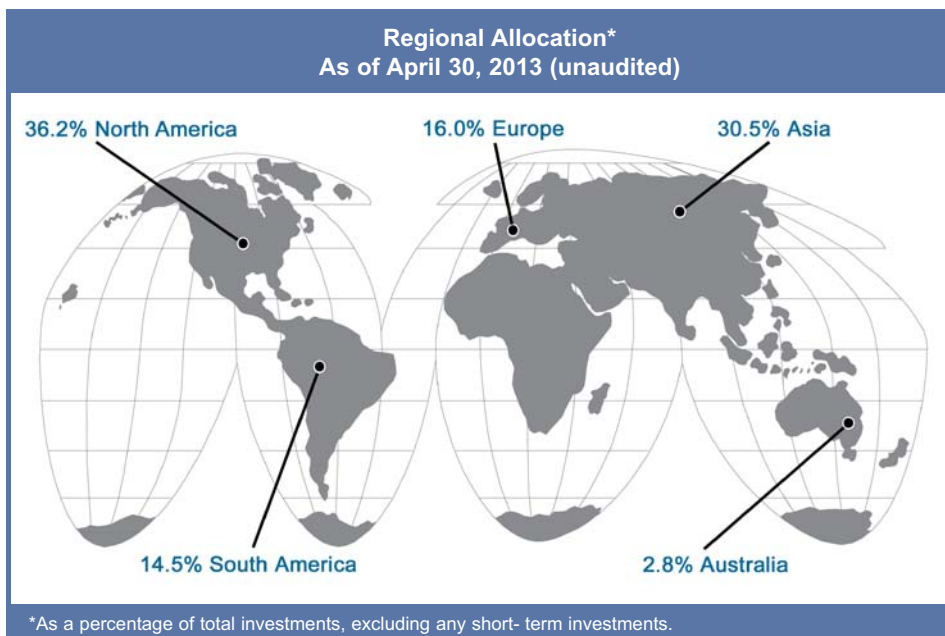 Regional Allocation*
As of April 30, 2013 (unaudited)
36.2% North America
16.0% Europe
30.5% Asia
14.5% South America
2.8% Australia
*As a percentage of total investments, excluding any short- term investments.